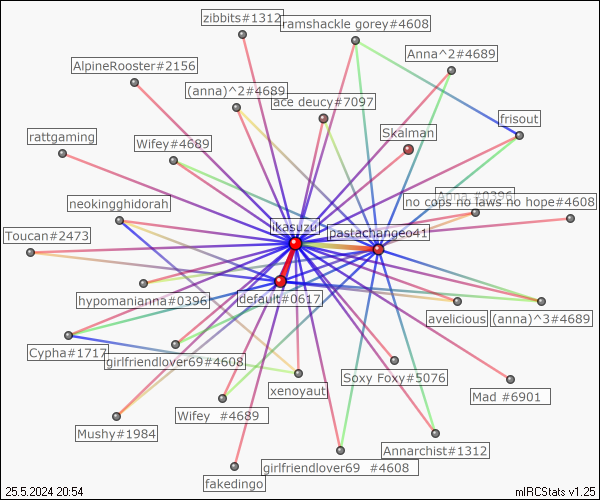 zibbits#1312
ramshackle gorey#4608
Anna^2#4689
AlpineRooster#2156
(anna)^2#4689
ace deucy#7097
frisout
Skalman
rattgaming
Wifey#4689
Anna #0396
no cops no laws no hope#4608
neokingghidorah
ikasuzu
pastachangeo41
Toucan#2473
default#0617
hypomanianna#0396
avelicious
(anna)^3#4689
Cypha#1717
girlfriendlover69#4608
Soxy Foxy#5076
xenoyaut
Mad #6901
Wifey #4689
Mushy#1984
Annarchist#1312
girlfriendlover69 #4608
fakedingo
25.5.2024 20:54
mIRCStats v1.25